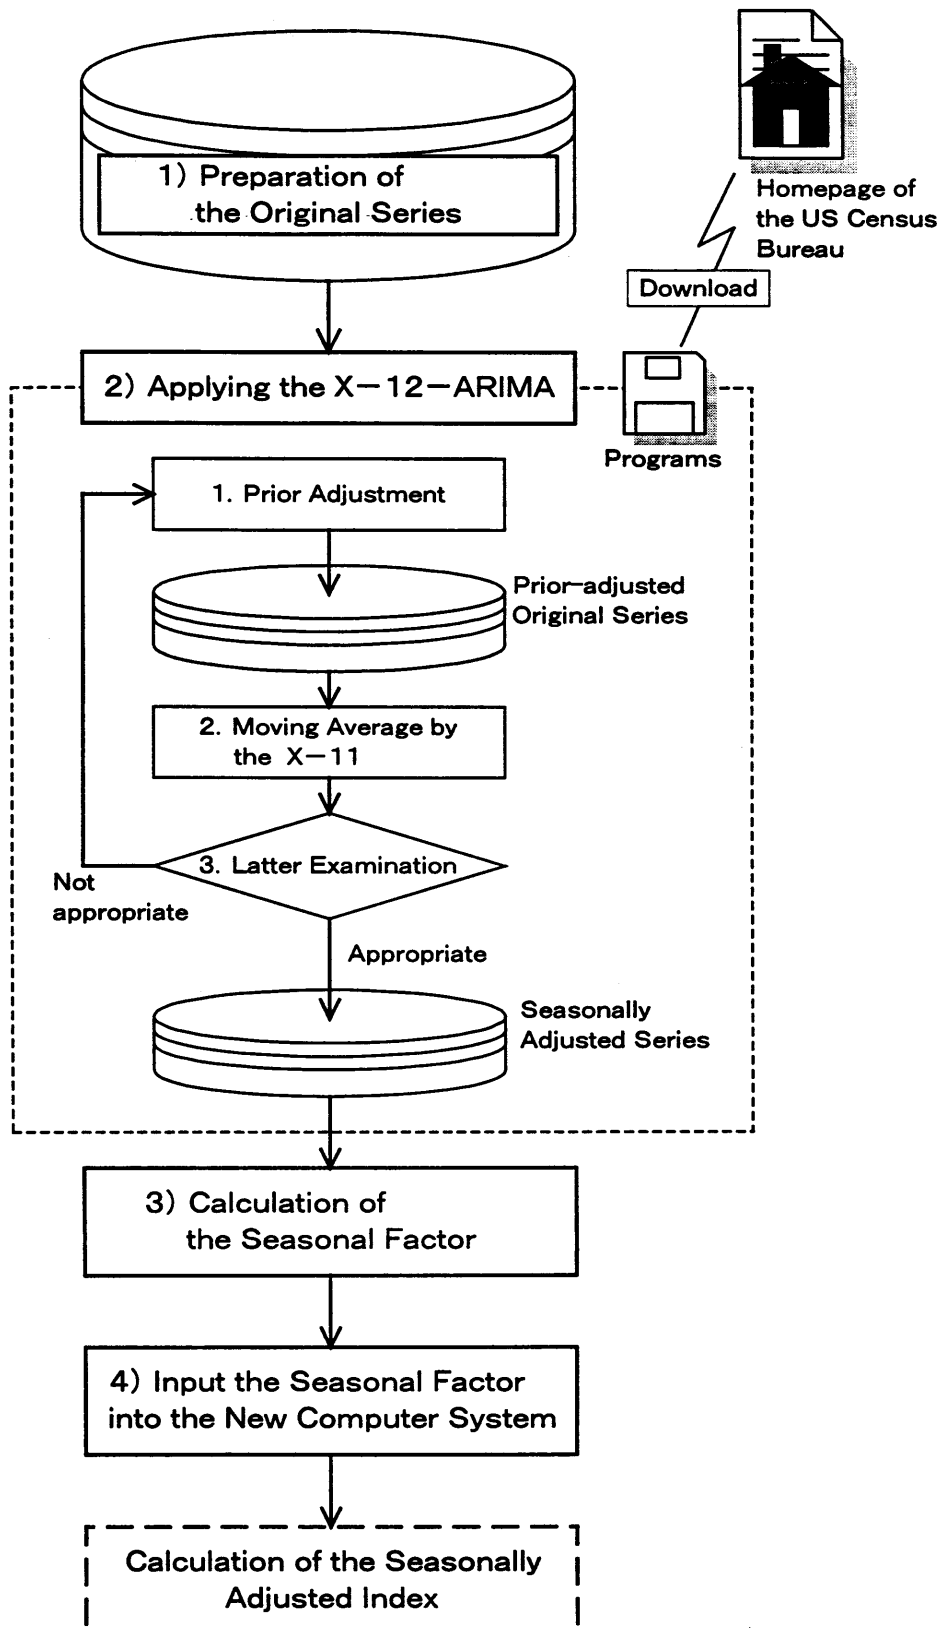 1) Preparation of
the Original Series
Homepage of
the US Census
Bureau
Download
2) Applying the X-12-ARIMA
Programs
1. Prior Adjustment
Prior-adjusted
Original Series
2. Moving Average by
the X-11
3. Latter Examination
Not
appropriate
Appropriate
Seasonally
Adjusted Series
3) Calculation of
the Seasonal Factor
4) Input the Seasonal Factor
into the New Computer System
Calculation of the Seasonally
Adjusted Index